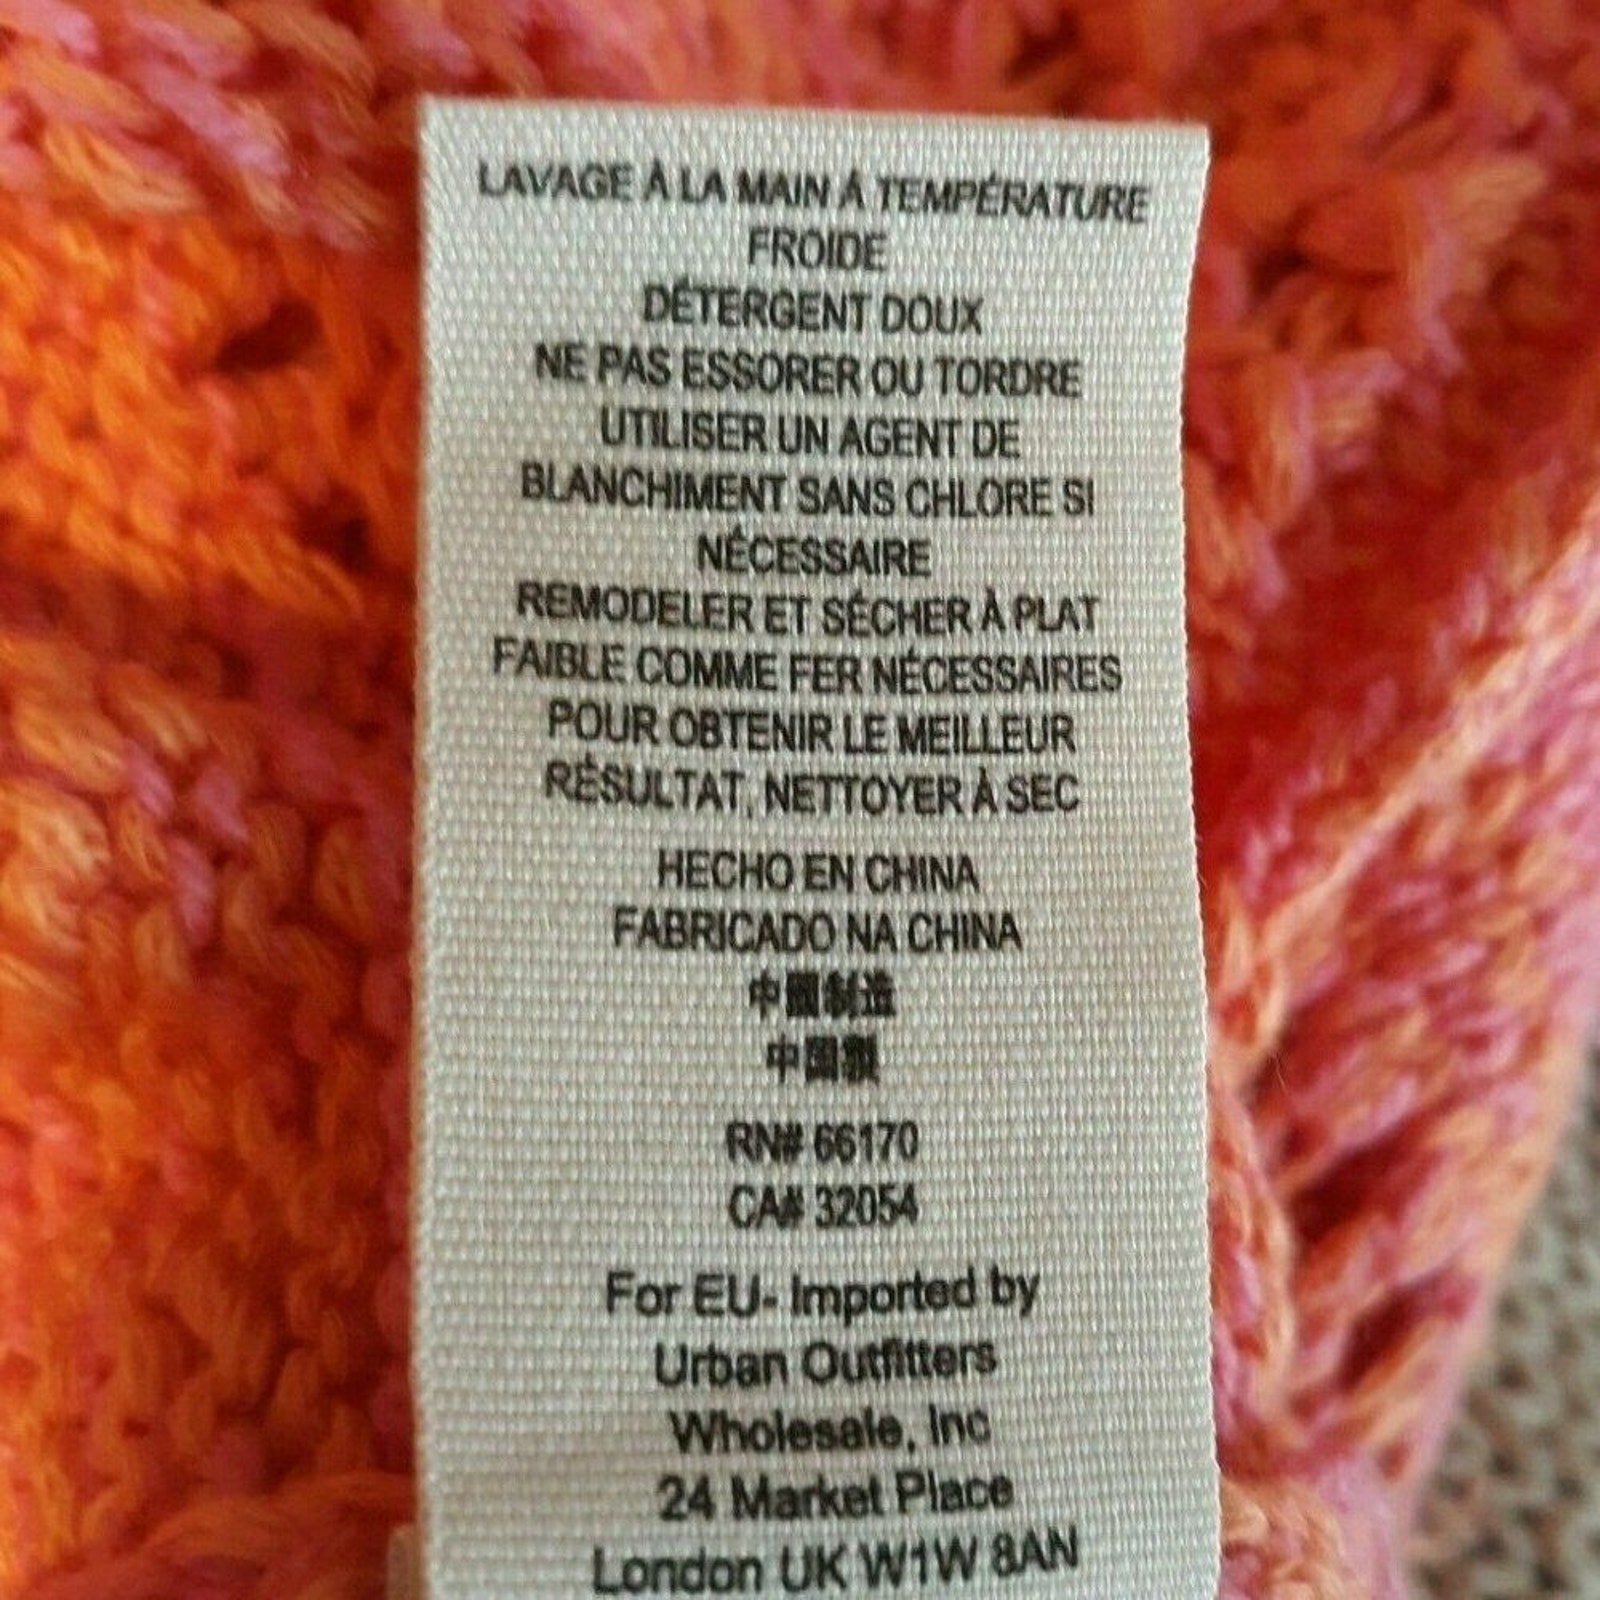 LAVAGE À LA MAIN Á TEMPÉRATURE
FROIDE
DÉTERGENT DOUX
NE PAS ESSORER OU TORDRE
UTILISER UN AGENT DE
BLANCHIMENT SANS CHLORE SI
NÉCESSAIRE
REMODELER ET SÉCHER À PLAT
FAIBLE COMME FER NÉCESSAIRES
POUR OBTENIR LE MEILLEUR
RÉSULTAT, NETTOYER À SEC
HECHO EN CHINA
FABRICADO NA CHINA
中國制造
中国製
RN# 66170
CA# 32054
For EU- Imported by
Urban Outfitters
Wholesale, Inc
24 Market Place
London UK W1W 8AN